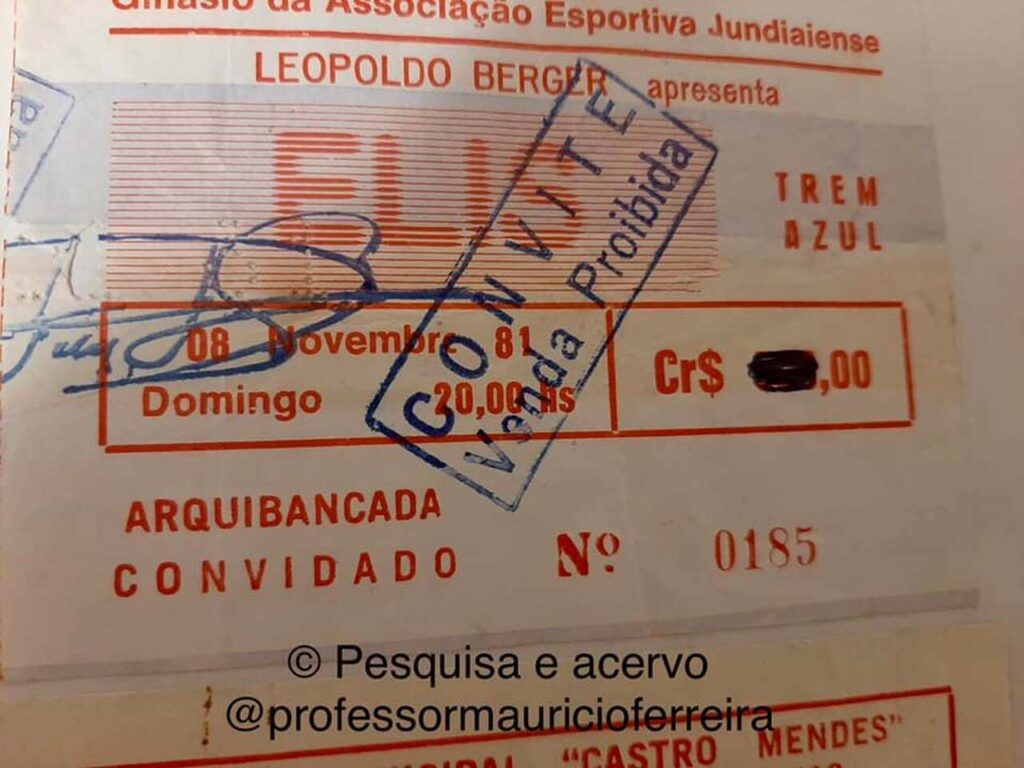 Ginásio da Associação Esportiva Jundiaiense
LEOPOLDO BERGER apresenta
ELIS
TREM
AZUL
CONVITE
Venda Proibida
08 Novembro 81
Domingo 20,00 hs
Cr$ ,00
ARQUIBANCADA
CONVIDADO
Nº 0185
© Pesquisa e acervo
@professormauricioferreira
"CASTRO MENDES"